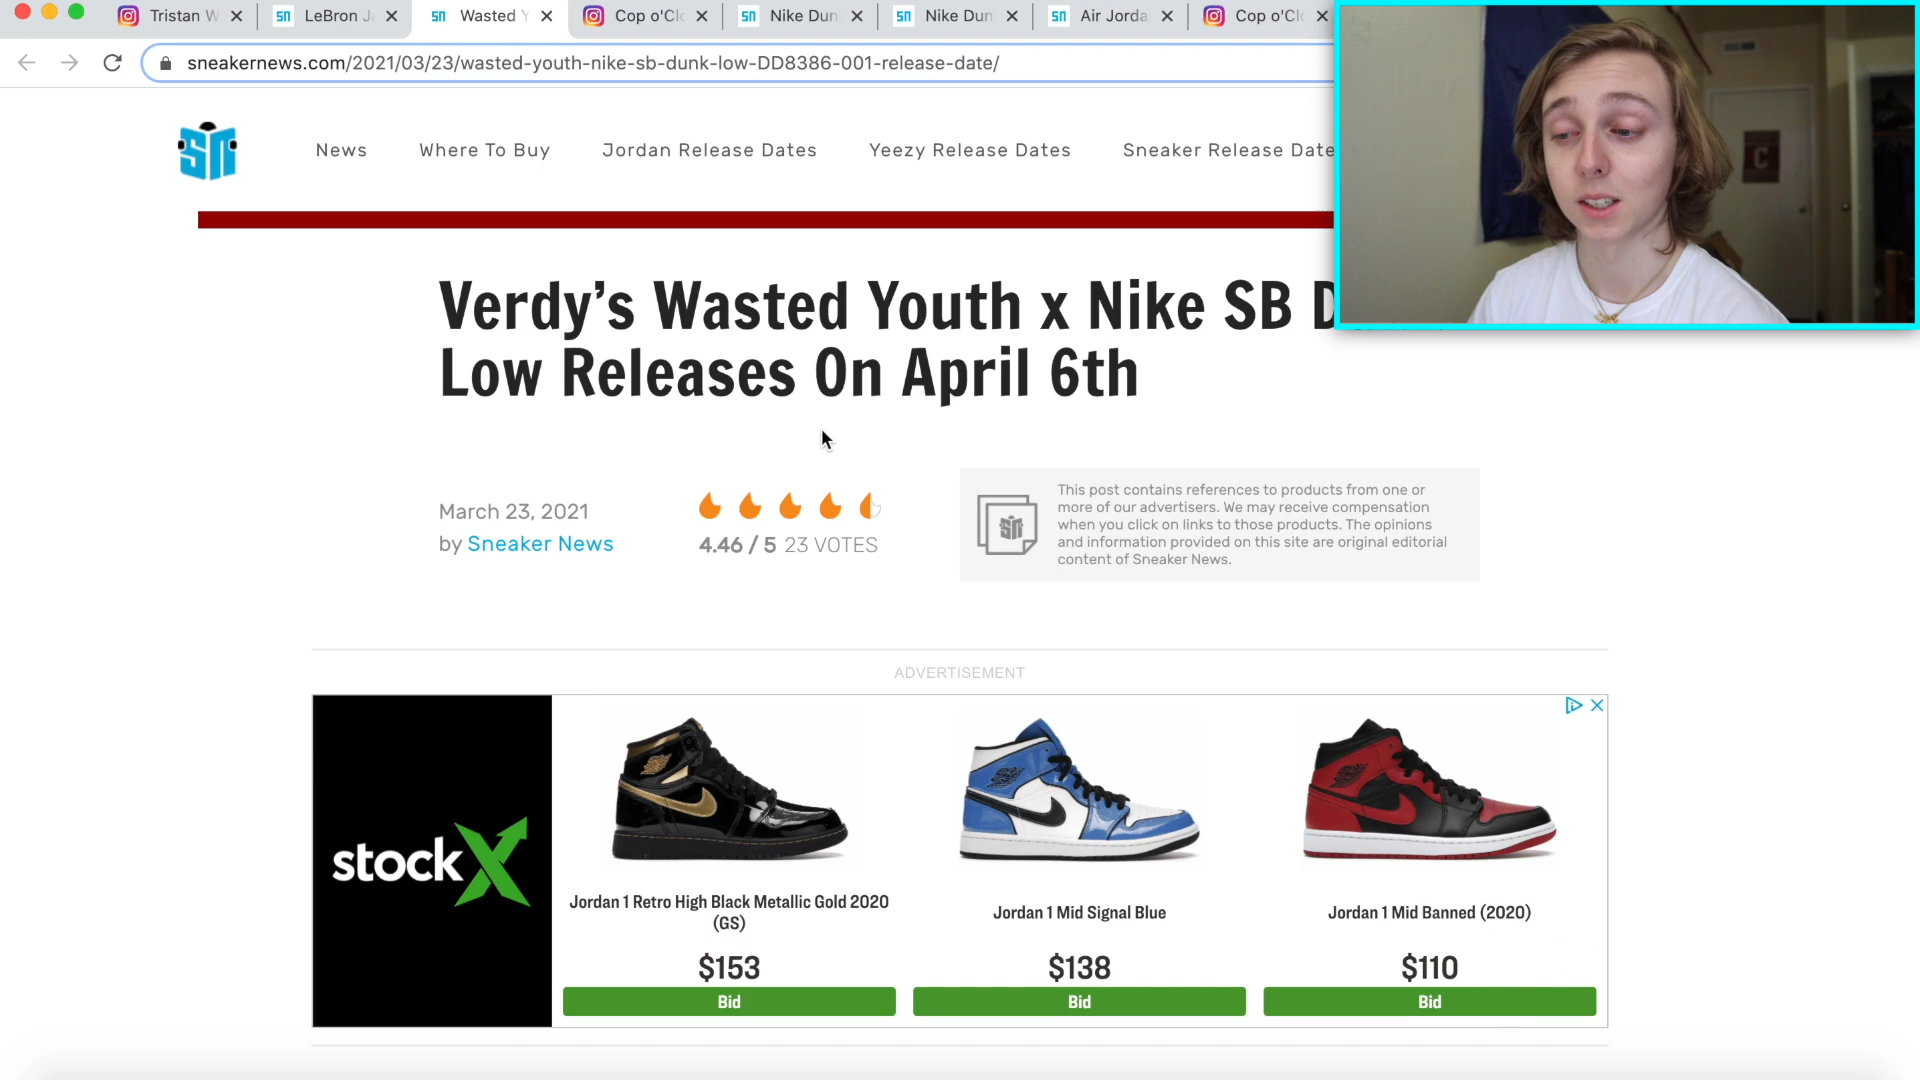 Tristan W
LeBron J
Wasted Y
Cop o'Clo
Nike Dun
Nike Dun
Air Jorda
Cop o'Clo
sneakernews.com/2021/03/23/wasted-youth-nike-sb-dunk-low-DD8386-001-release-date/
News
Where To Buy
Jordan Release Dates
Yeezy Release Dates
Sneaker Release Date
Verdy's Wasted Youth x Nike SB D
Low Releases On April 6th
March 23, 2021
by Sneaker News
4.46 / 5 23 VOTES
This post contains references to products from one or
more of our advertisers. We may receive compensation
when you click on links to those products. The opinions
and information provided on this site are original editorial
content of Sneaker News.
ADVERTISEMENT
stockX
Jordan 1 Retro High Black Metallic Gold 2020
(GS)
$153
Bid
Jordan 1 Mid Signal Blue
$138
Bid
Jordan 1 Mid Banned (2020)
$110
Bid
C